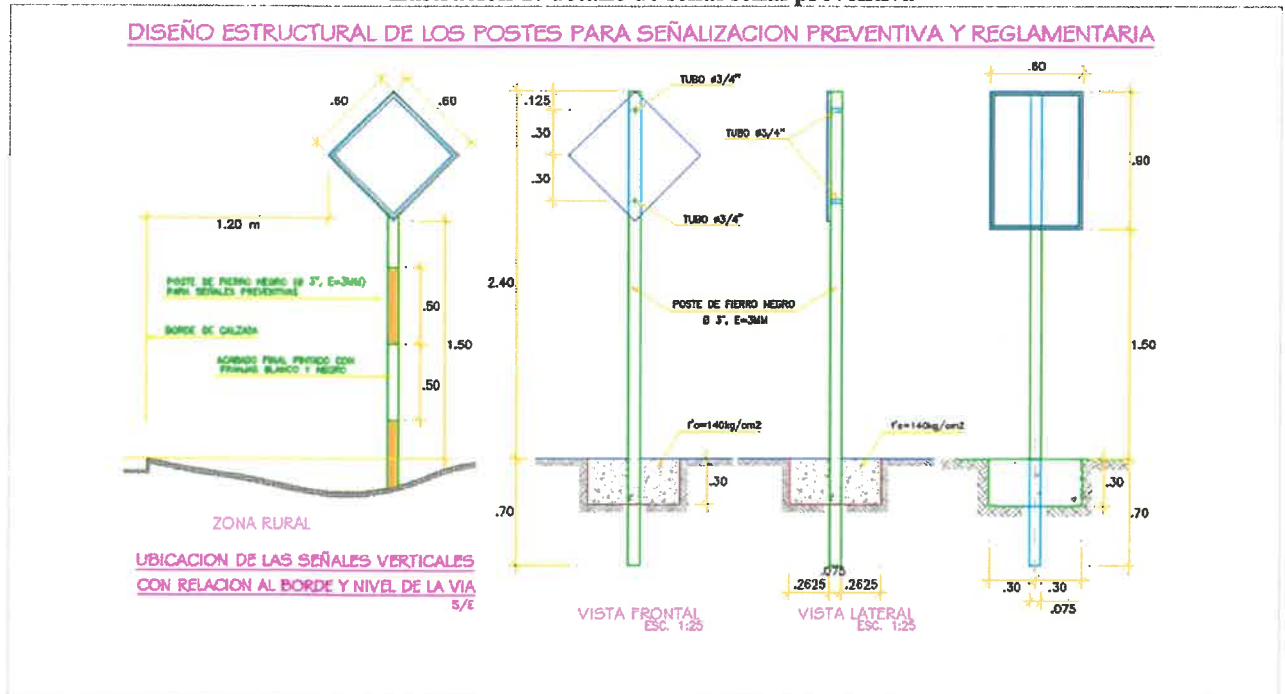 DISEÑO ESTRUCTURAL DE LOS POSTES PARA SEÑALIZACION PREVENTIVA Y REGLAMENTARIA
.60
.60
1.20 m
POSTE DE FIERRO NEGRO (Ø 3", E=3MM)
PARA SEÑALES PREVENTIVAS
BORDE DE CALZADA
ACABADO FINAL PINTADO CON
FRANJAS BLANCO Y NEGRO
.50
.50
1.50
ZONA RURAL
UBICACION DE LAS SEÑALES VERTICALES
CON RELACION AL BORDE Y NIVEL DE LA VIA
S/E
.125
.30
.30
2.40
.70
TUBO Ø3/4"
TUBO Ø3/4"
TUBO Ø3/4"
POSTE DE FIERRO NEGRO
Ø 3", E=3MM
f'c=140kg/cm2
.30
VISTA FRONTAL
ESC. 1:25
f'c=140kg/cm2
.075
.2625
.2625
VISTA LATERAL
ESC. 1:25
.60
.90
1.50
.30
.70
.30
.30
.075